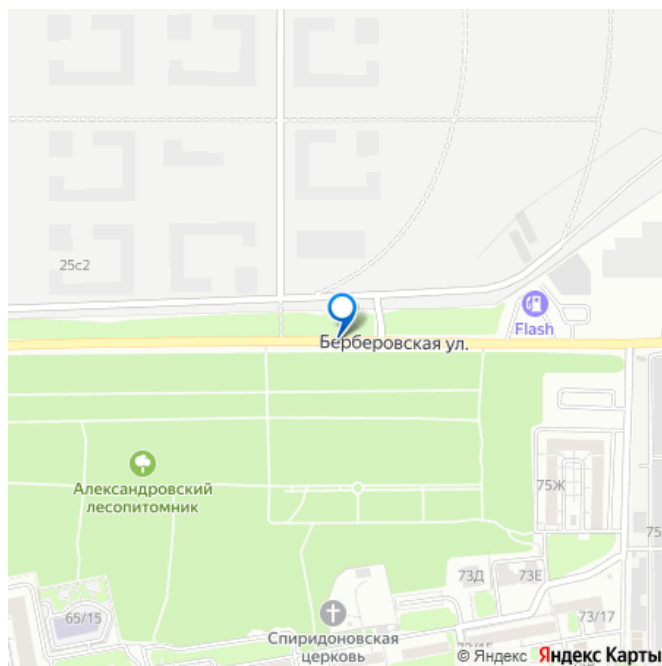 25с2
Flash
Берберовская ул.
Александровский
лесопитомник
75Ж
73Д
73Е
65/15
73/17
Спиридоновская
церковь
© Яндекс Яндекс Карты